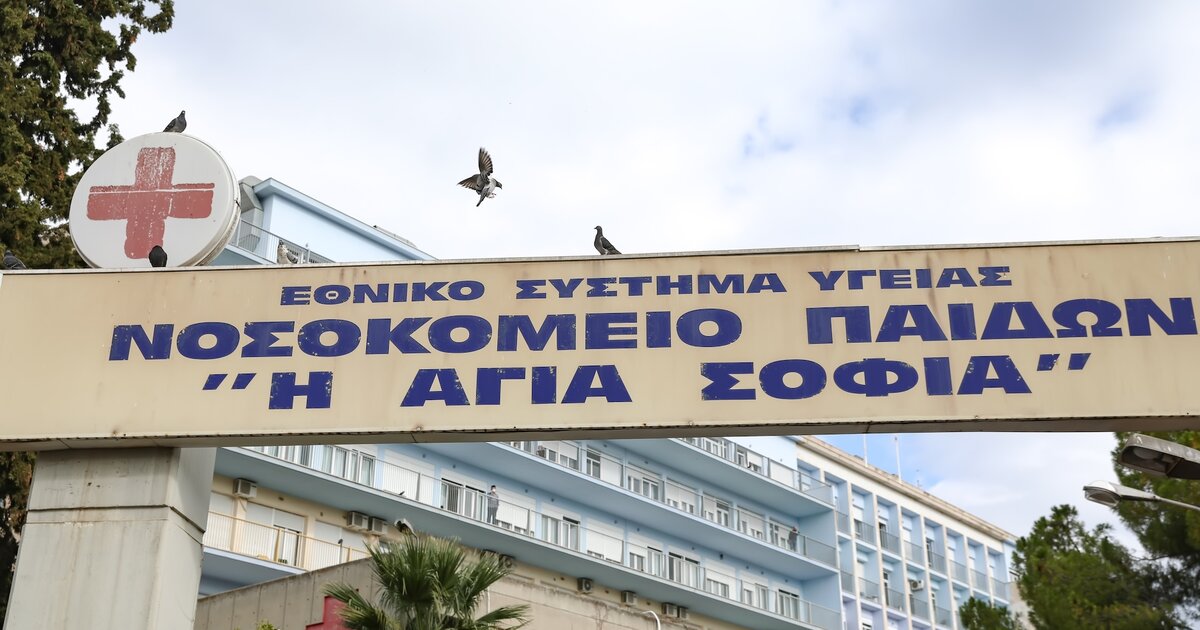 ΕΘΝΙΚΟ ΣΥΣΤΗΜΑ ΥΓΕΙΑΣ
ΝΟΣΟΚΟΜΕΙΟ ΠΑΙΔΩΝ
"Η ΑΓΙΑ ΣΟΦΙΑ"